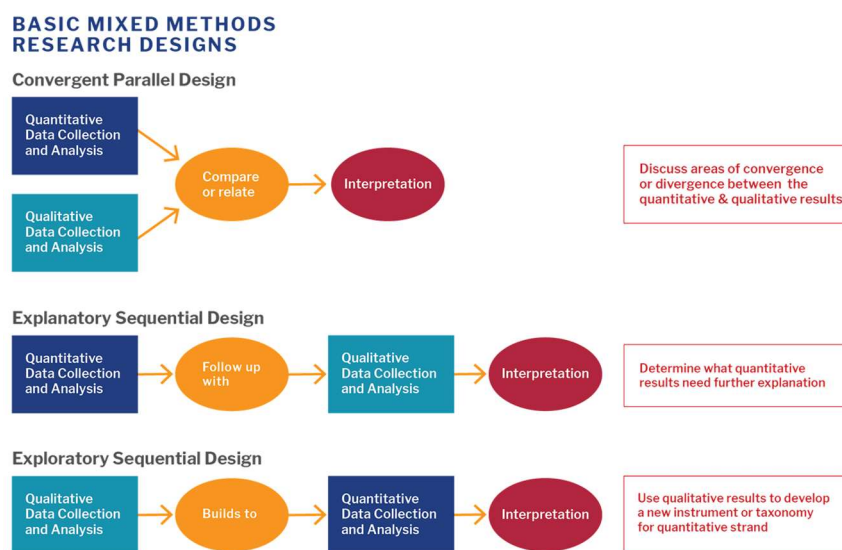 BASIC MIXED METHODS
RESEARCH DESIGNS
Convergent Parallel Design
Quantitative
Data Collection
and Analysis
Qualitative
Data Collection
and Analysis
Compare
or relate
Interpretation
Discuss areas of convergence
or divergence between the
quantitative & qualitative results
Explanatory Sequential Design
Quantitative
Data Collection
and Analysis
Follow up
with
Qualitative
Data Collection
and Analysis
Interpretation
Determine what quantitative
results need further explanation
Exploratory Sequential Design
Qualitative
Data Collection
and Analysis
Builds to
Quantitative
Data Collection
and Analysis
Interpretation
Use qualitative results to develop
a new instrument or taxonomy
for quantitative strand